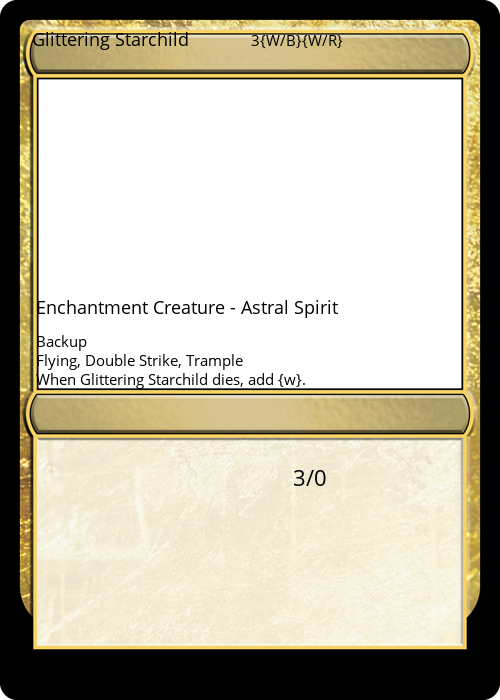 Glittering Starchild 3{W/B}{W/R}
Enchantment Creature - Astral Spirit
Backup
Flying, Double Strike, Trample
When Glittering Starchild dies, add {w}.
3/0